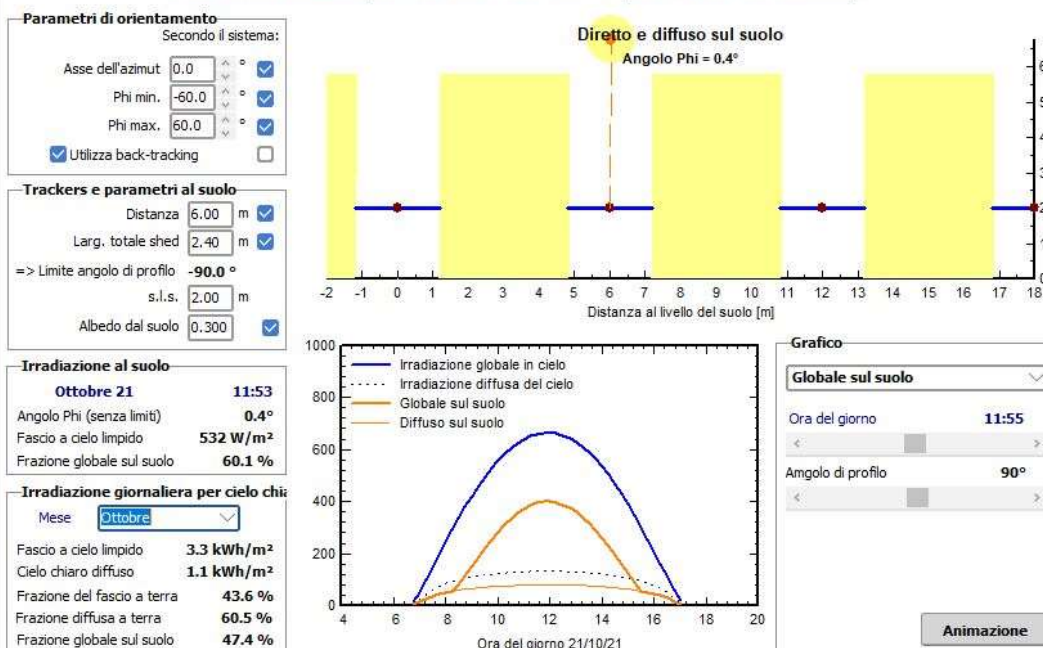 Parametri di orientamento
Secondo il sistema:
Asse dell'azimut 0.0 °
Phi min. -60.0 °
Phi max. 60.0 °
Utilizza back-tracking
Trackers e parametri al suolo
Distanza 6.00 m
Larg. totale shed 2.40 m
=> Limite angolo di profilo -90.0 °
s.l.s. 2.00 m
Albedo dal suolo 0.300
Irradiazione al suolo
Ottobre 21 11:53
Angolo Phi (senza limiti) 0.4°
Fascio a cielo limpido 532 W/m²
Frazione globale sul suolo 60.1 %
Irradiazione giornaliera per cielo chia
Mese Ottobre
Fascio a cielo limpido 3.3 kWh/m²
Cielo chiaro diffuso 1.1 kWh/m²
Frazione del fascio a terra 43.6 %
Frazione diffusa a terra 60.5 %
Frazione globale sul suolo 47.4 %
Diretto e diffuso sul suolo
Angolo Phi = 0.4°
6
5
4
3
2
1
0
-2 -1 0 1 2 3 4 5 6 7 8 9 10 11 12 13 14 15 16 17 18
Distanza al livello del suolo [m]
1000
800
600
400
200
0
Irradiazione globale in cielo
Irradiazione diffusa del cielo
Globale sul suolo
Diffuso sul suolo
4 6 8 10 12 14 16 18 20
Ora del giorno 21/10/21
Grafico
Globale sul suolo
Ora del giorno 11:55
Amgolo di profilo 90°
Animazione